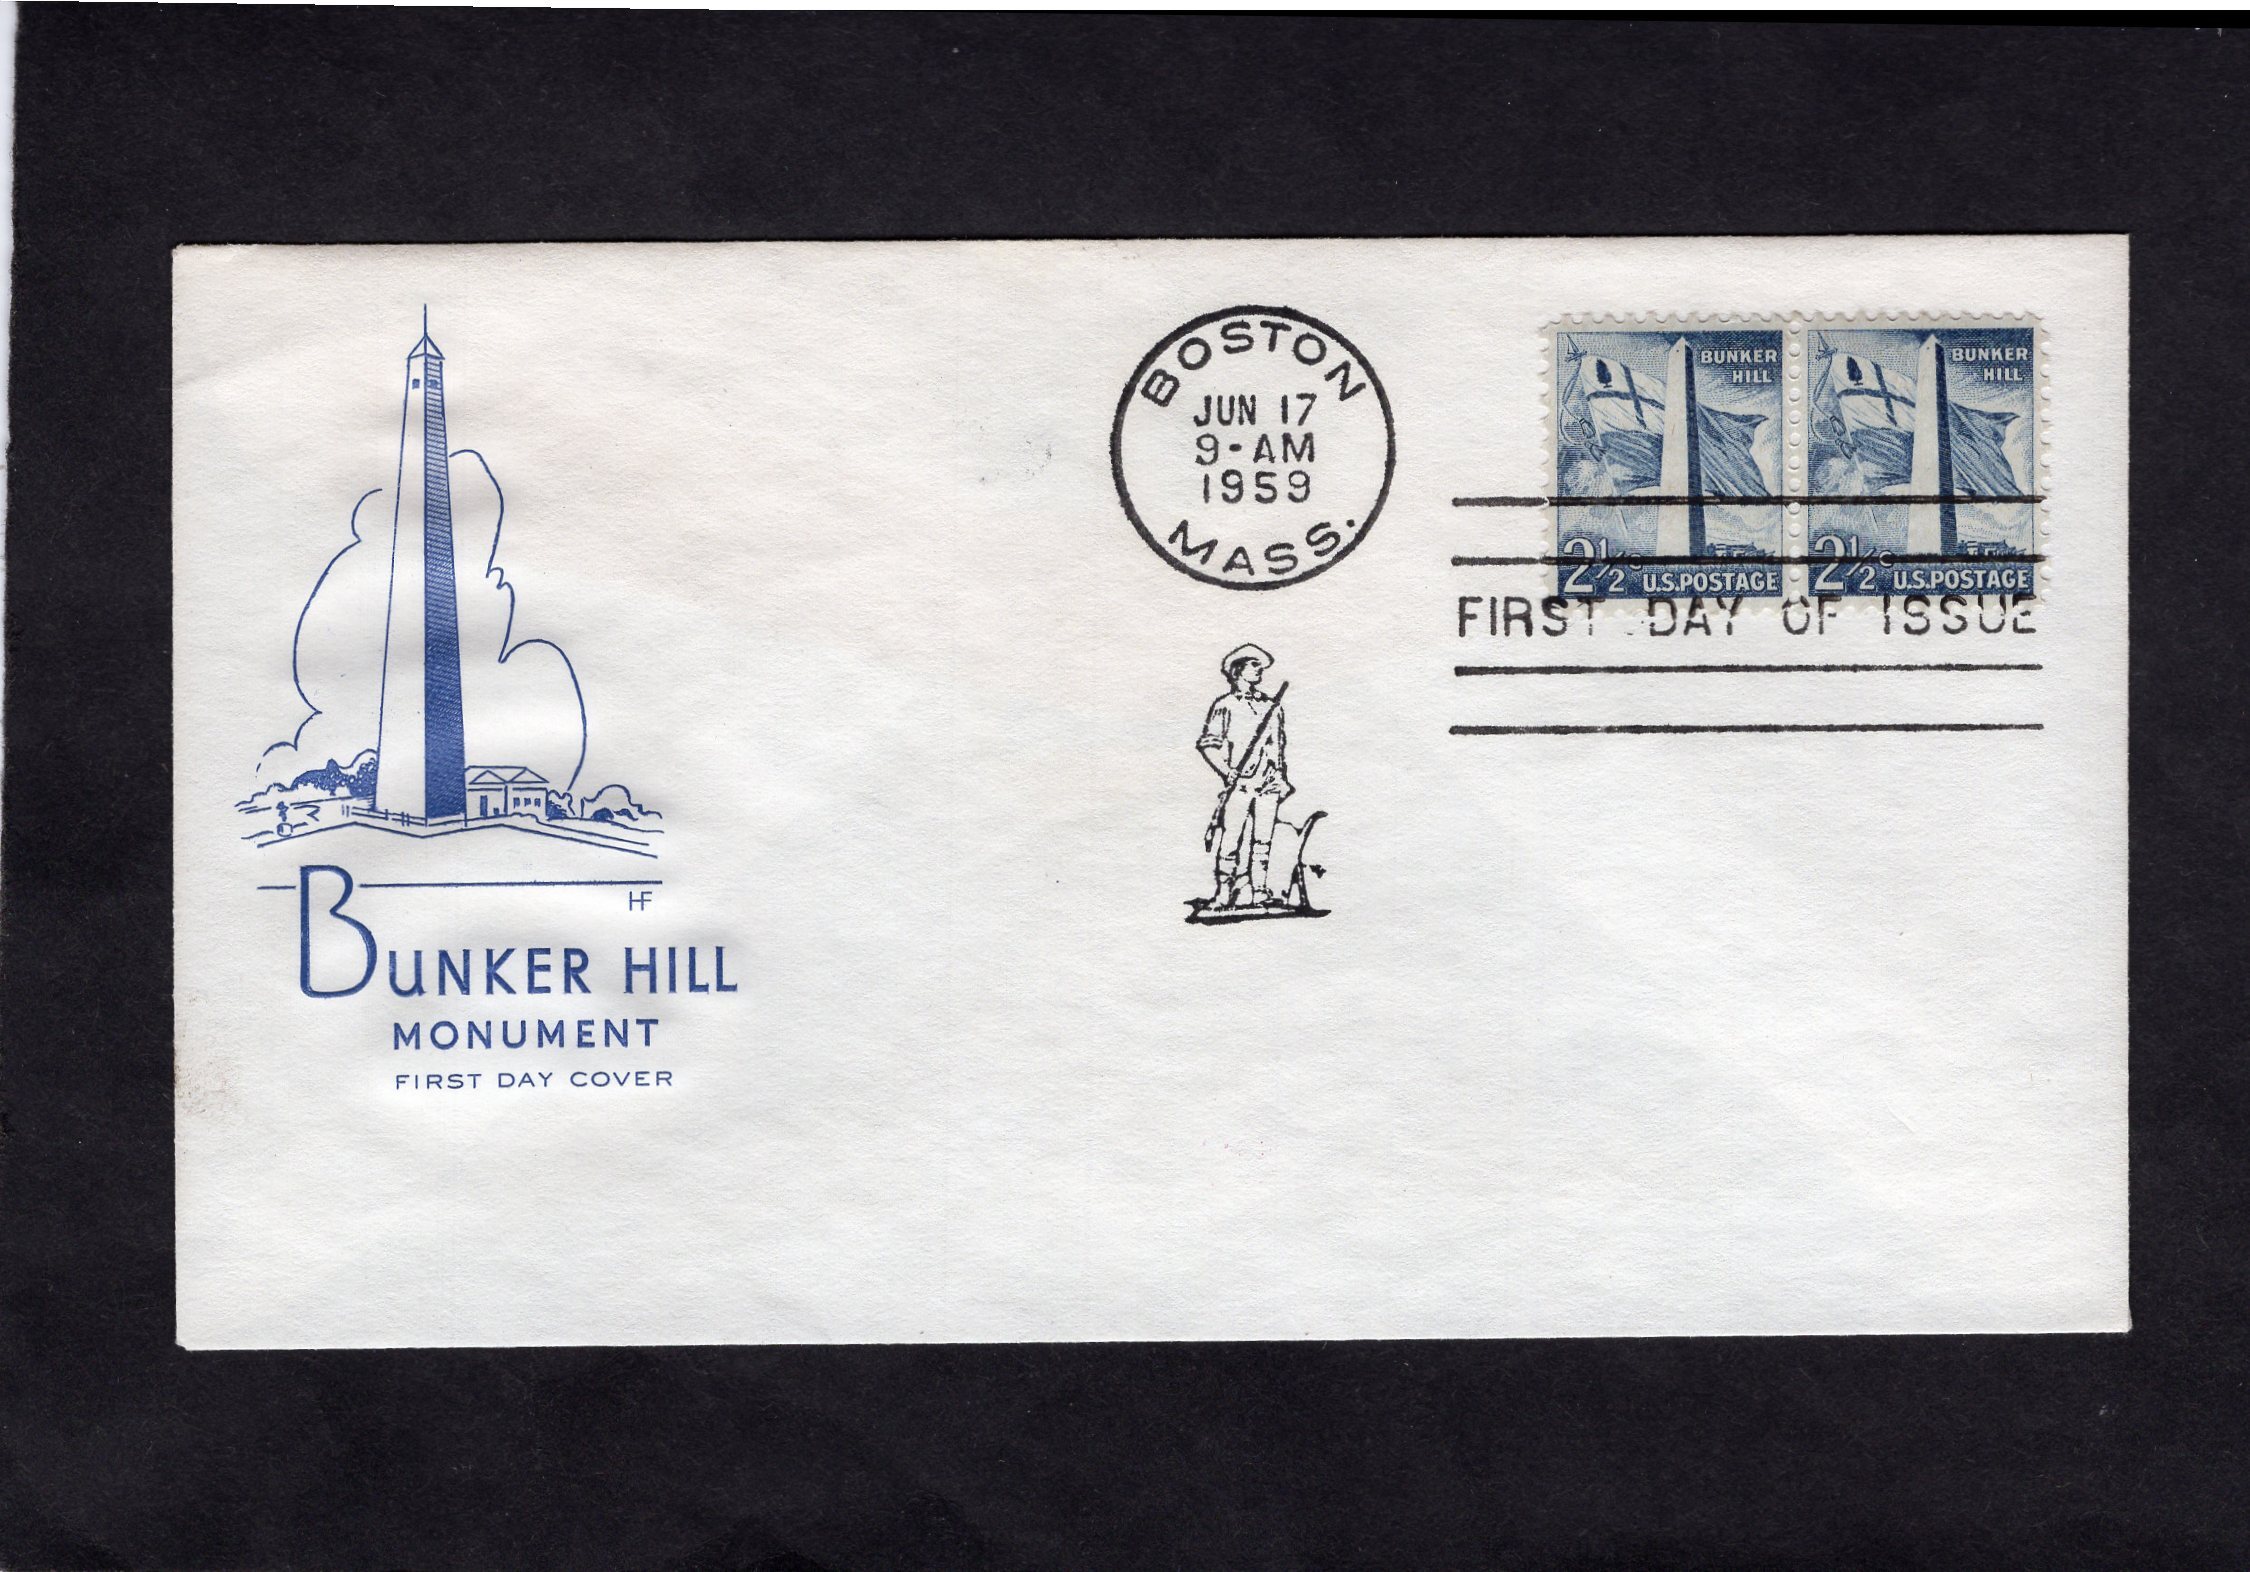 BOSTON
JUN 17
9-AM
1959
MASS.
BUNKER
HILL
2½c U.S.POSTAGE
BUNKER
HILL
2½c U.S.POSTAGE
FIRST DAY OF ISSUE
HF
BUNKER HILL
MONUMENT
FIRST DAY COVER